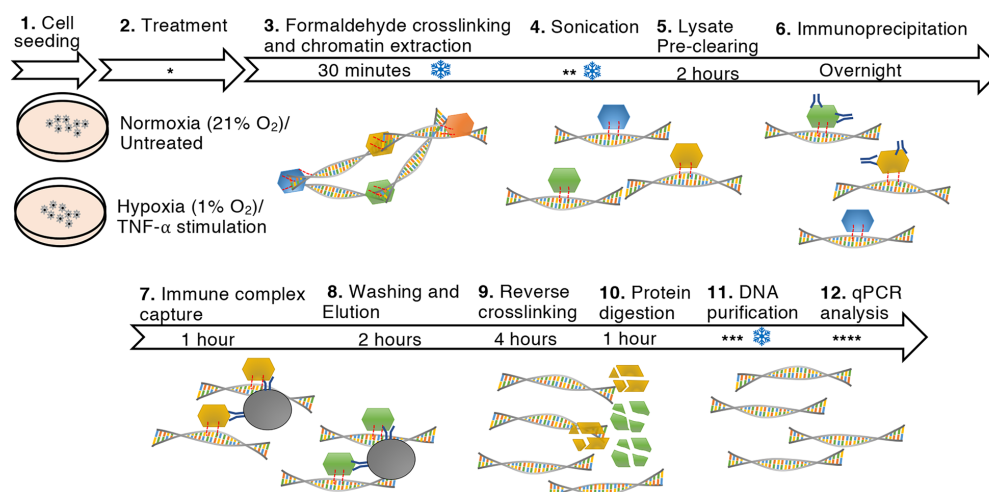 1. Cell
seeding
2. Treatment
3. Formaldehyde crosslinking
and chromatin extraction
4. Sonication
5. Lysate
Pre-clearing
6. Immunoprecipitation
*
30 minutes
**
2 hours
Overnight
Normoxia (21% O₂)/
Untreated
Hypoxia (1% O₂)/
TNF-α stimulation
7. Immune complex
capture
8. Washing and
Elution
9. Reverse
crosslinking
10. Protein
digestion
11. DNA
purification
12. qPCR
analysis
1 hour
2 hours
4 hours
1 hour
***
****